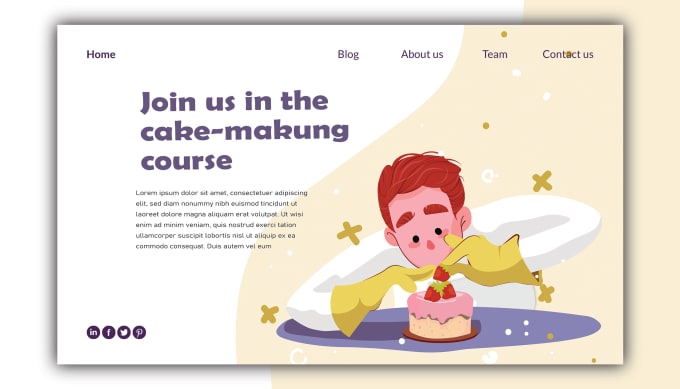 Home Blog About us Team Contact us
Join us in the
cake-makung
course
Lorem ipsum dolor sit amet, consectetuer adipiscing
elit, sed diam nonummy nibh euismod tincidunt ut
laoreet dolore magna aliquam erat volutpat. Ut wisi
enim ad minim veniam, quis nostrud exerci tation
ullamcorper suscipit lobortis nisl ut aliquip ex ea
commodo consequat. Duis autem vel eum